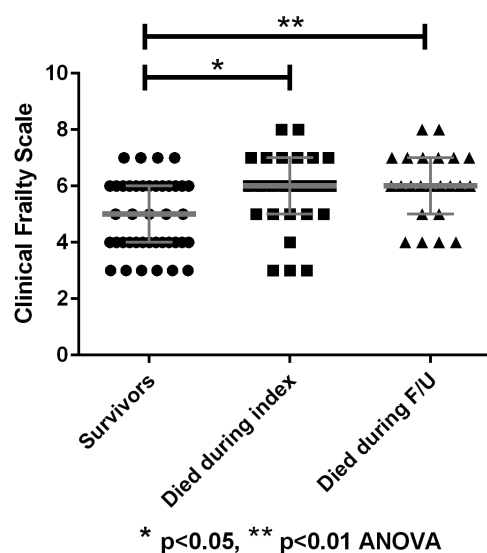 **
*
10
8
6
4
2
0
Clinical Frailty Scale
Survivors
Died during index
Died during F/U
* p<0.05, ** p<0.01 ANOVA